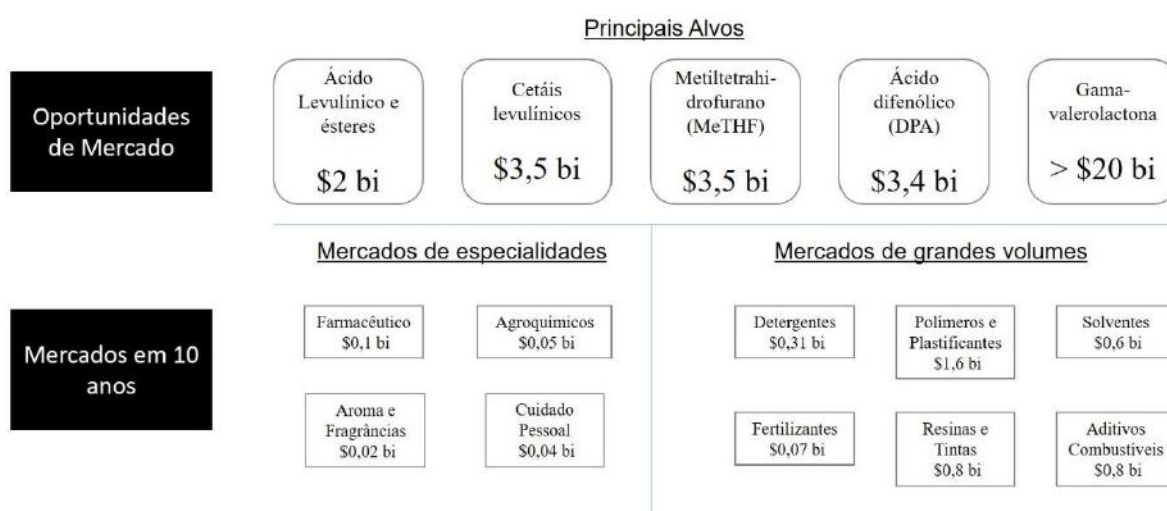 Principais Alvos
Oportunidades
de Mercado
Ácido
Levulínico e
ésteres
$2 bi
Cetáis
levulínicos
$3,5 bi
Metiltetrahi-
drofurano
(MeTHF)
$3,5 bi
Ácido
difenólico
(DPA)
$3,4 bi
Gama-
valerolactona
> $20 bi
Mercados em 10
anos
Mercados de especialidades
Farmacêutico
$0,1 bi
Agroquímicos
$0,05 bi
Aroma e
Fragrâncias
$0,02 bi
Cuidado
Pessoal
$0,04 bi
Mercados de grandes volumes
Detergentes
$0,31 bi
Polímeros e
Plastificantes
$1,6 bi
Solventes
$0,6 bi
Fertilizantes
$0,07 bi
Resinas e
Tintas
$0,8 bi
Aditivos
Combustíveis
$0,8 bi